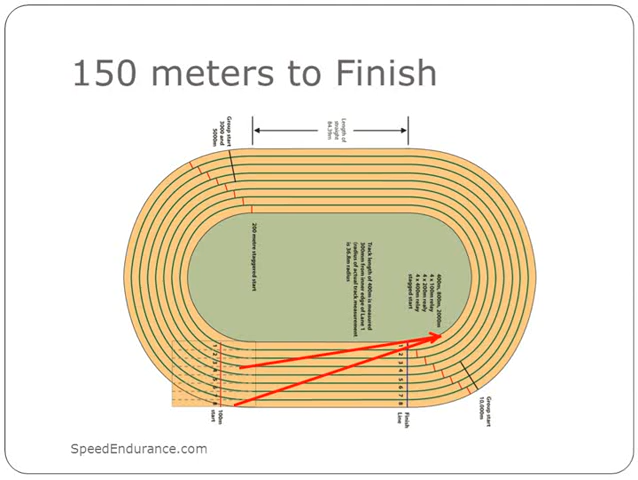 150 meters to Finish
Group start
3000 and
5000m
Length of
straight
84.39m
200 metre staggered start
Track length of 400m is measured
300mm from inner edge of Lane 1
(radius of actual track measurement
is 36.8m radius
400m, 800m, 2000m
4 x 100m relay
4 x 200m realy
4 x 400m relay
stagged start
1 2 3 4 5 6 7 8
1 2 3 4 5 6 7 8
100m
start
Finish
Line
Group start
10,000m
SpeedEndurance.com